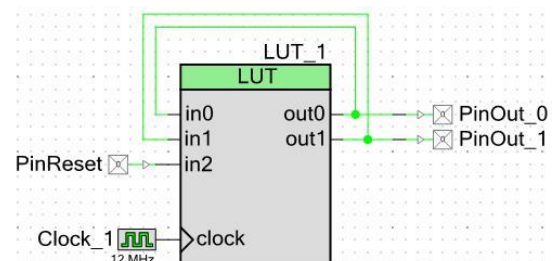 LUT_1
LUT
in0 out0 PinOut_0
in1 out1 PinOut_1
PinReset in2
Clock_1 clock
12 MHz